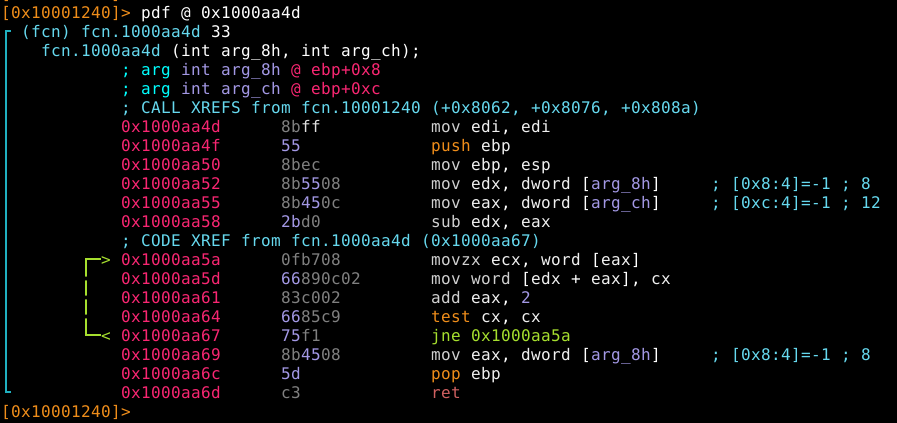 [0x10001240]> pdf @ 0x1000aa4d
(fcn) fcn.1000aa4d 33
fcn.1000aa4d (int arg_8h, int arg_ch);
; arg int arg_8h @ ebp+0x8
; arg int arg_ch @ ebp+0xc
; CALL XREFS from fcn.10001240 (+0x8062, +0x8076, +0x808a)
0x1000aa4d 8bff mov edi, edi
0x1000aa4f 55 push ebp
0x1000aa50 8bec mov ebp, esp
0x1000aa52 8b5508 mov edx, dword [arg_8h] ; [0x8:4]=-1 ; 8
0x1000aa55 8b450c mov eax, dword [arg_ch] ; [0xc:4]=-1 ; 12
0x1000aa58 2bd0 sub edx, eax
; CODE XREF from fcn.1000aa4d (0x1000aa67)
0x1000aa5a 0fb708 movzx ecx, word [eax]
0x1000aa5d 66890c02 mov word [edx + eax], cx
0x1000aa61 83c002 add eax, 2
0x1000aa64 6685c9 test cx, cx
0x1000aa67 75f1 jne 0x1000aa5a
0x1000aa69 8b4508 mov eax, dword [arg_8h] ; [0x8:4]=-1 ; 8
0x1000aa6c 5d pop ebp
0x1000aa6d c3 ret
[0x10001240]>